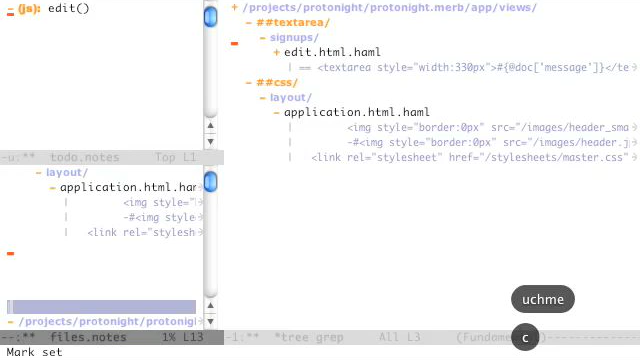 - (js): edit()
-u:** todo.notes Top L1
- layout/
- application.html.ham
| <img style="
| -#<img style
| <link rel="stylesh
- /projects/protonight/protonig
--:** files.notes 1% L13
Mark set
+ /projects/protonight/protonight.merb/app/views/
- ##textarea/
- signups/
+ edit.html.haml
| == <textarea style="width:330px">#{@doc['message']}</te
- ##css/
- layout/
- application.html.haml
| <img style="border:0px" src="/images/header_sma
| -#<img style="border:0px" src="/images/header.j
| <link rel="stylesheet" href="/stylesheets/master.css"
-1:** *tree grep All L3 (Fundame
uchme
c